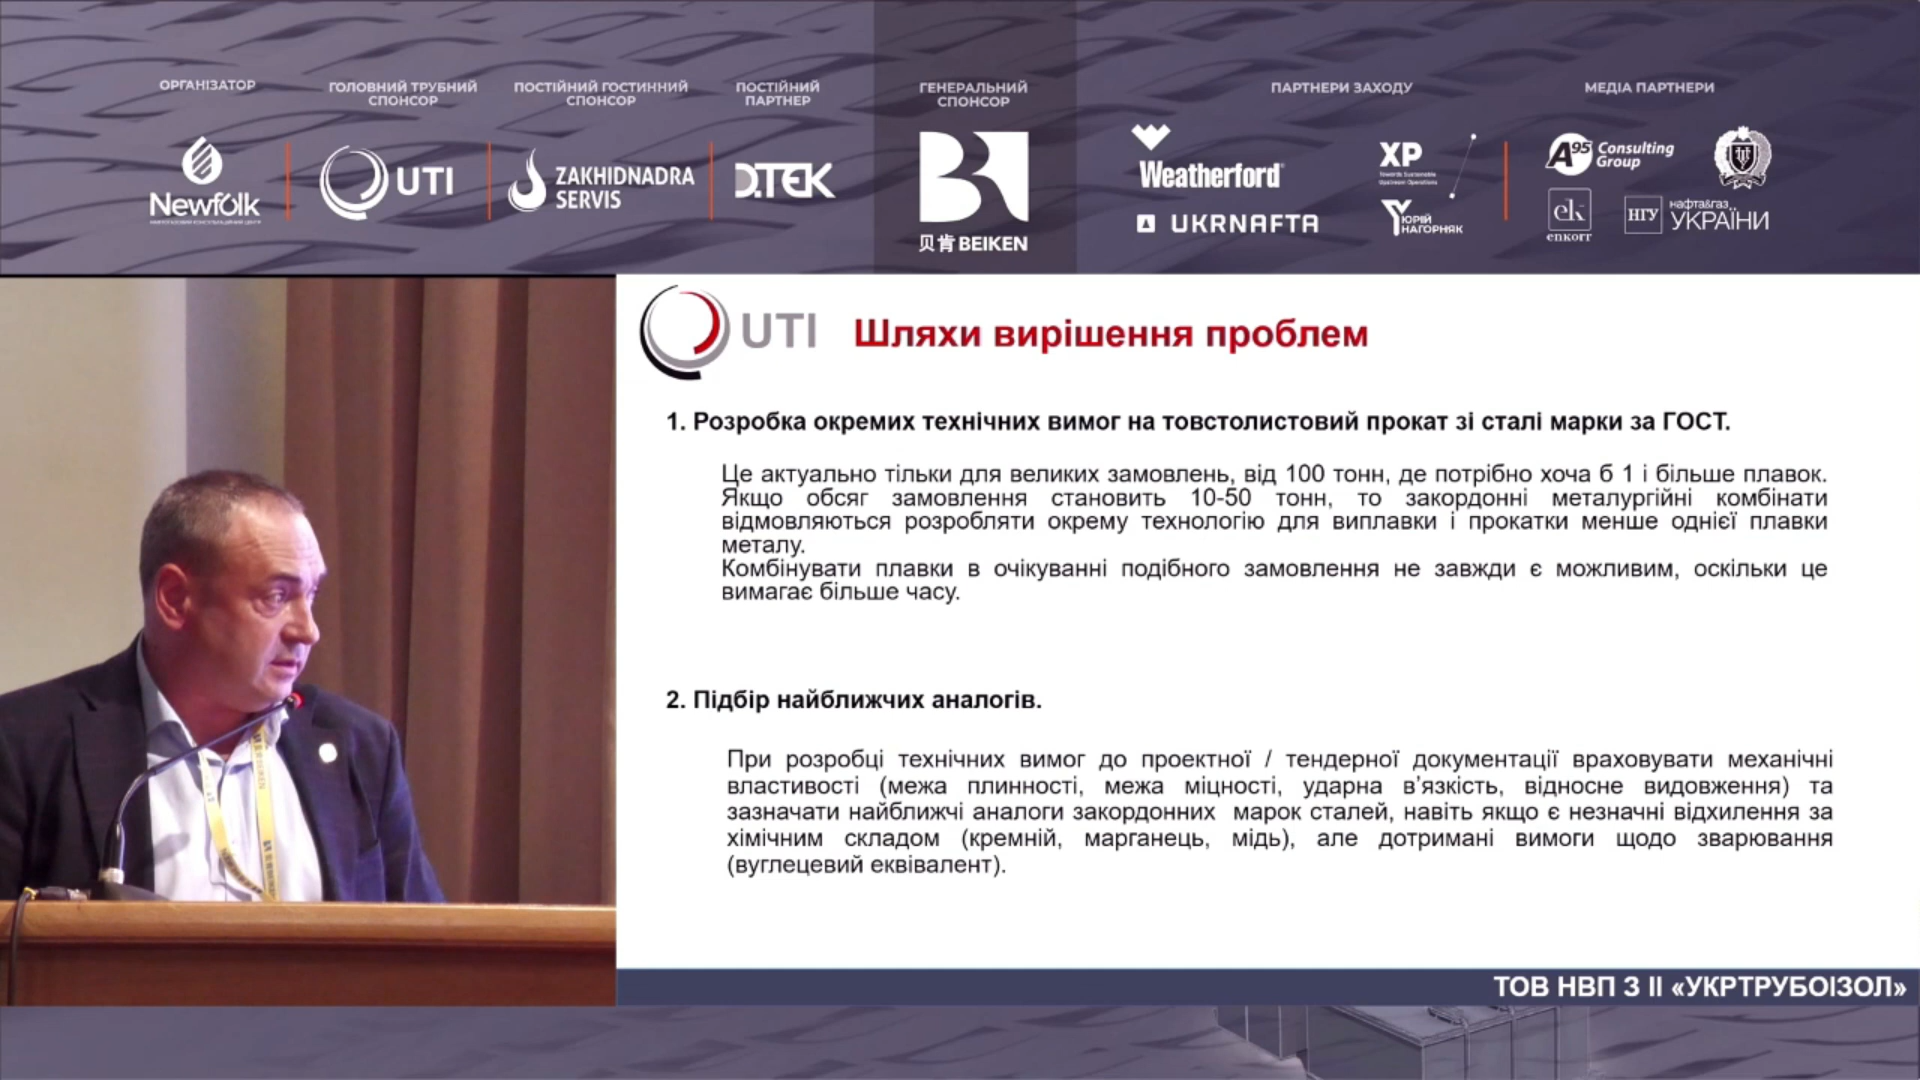 ОРГАНІЗАТОР
Newfolk
ГОЛОВНИЙ ТРУБНИЙ
СПОНСОР
UTI
ПОСТІЙНИЙ ГОСТИННИЙ
СПОНСОР
ZAKHIDNADRA
SERVIS
ПОСТІЙНИЙ
ПАРТНЕР
D.TEK
ГЕНЕРАЛЬНИЙ
СПОНСОР
贝肯 BEIKEN
ПАРТНЕРИ ЗАХОДУ
Weatherford
UKRNAFTA
XP
Towards Sustainable
Upstream Operations
ЮРІЙ
НАГОРНЯК
МЕДІА ПАРТНЕРИ
A95 Consulting
Group
ek
enkorr
НГУ
нафта&газ
УКРАЇНИ
UTI
Шляхи вирішення проблем
1. Розробка окремих технічних вимог на товстолистовий прокат зі сталі марки за ГОСТ.
Це актуально тільки для великих замовлень, від 100 тонн, де потрібно хоча б 1 і більше плавок.
Якщо обсяг замовлення становить 10-50 тонн, то закордонні металургійні комбінати
відмовляються розробляти окрему технологію для виплавки і прокатки менше однієї плавки
металу.
Комбінувати плавки в очікуванні подібного замовлення не завжди є можливим, оскільки це
вимагає більше часу.
2. Підбір найближчих аналогів.
При розробці технічних вимог до проектної / тендерної документації враховувати механічні
властивості (межа плинності, межа міцності, ударна в’язкість, відносне видовження) та
зазначати найближчі аналоги закордонних марок сталей, навіть якщо є незначні відхилення за
хімічним складом (кремній, марганець, мідь), але дотримані вимоги щодо зварювання
(вуглецевий еквівалент).
ТОВ НВП З ІІ «УКРТРУБОІЗОЛ»